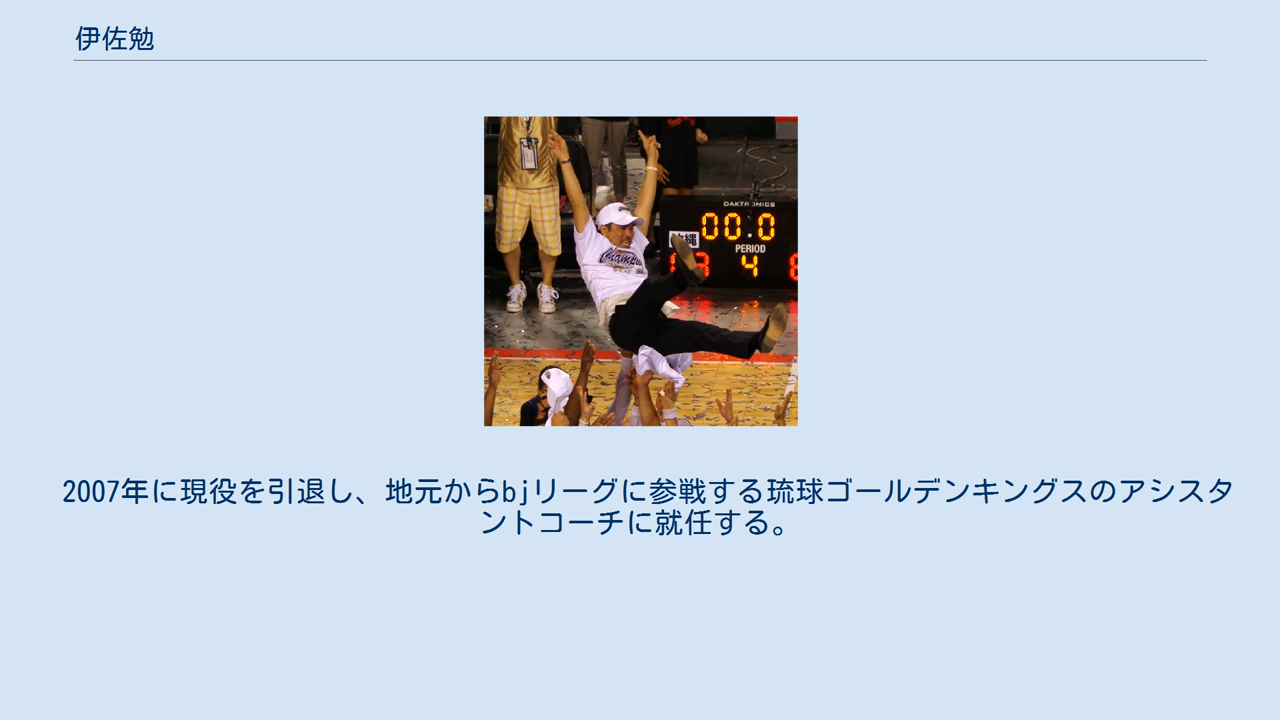 伊佐勉
DAKTRONICS
00.0
沖縄
PERIOD
4
2007年に現役を引退し、地元からbjリーグに参戦する琉球ゴールデンキングスのアシスタ
ントコーチに就任する。